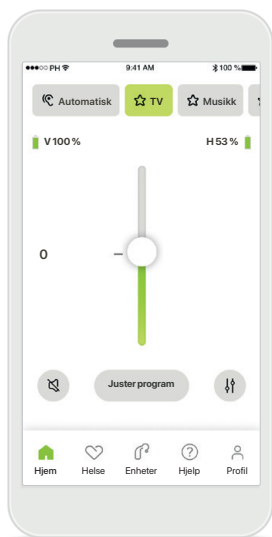 PH 9:41 AM 100 %
Automatisk TV Musikk
V 100 % H 53 %
0
Juster program
Hjem Helse Enheter Hjelp Profil